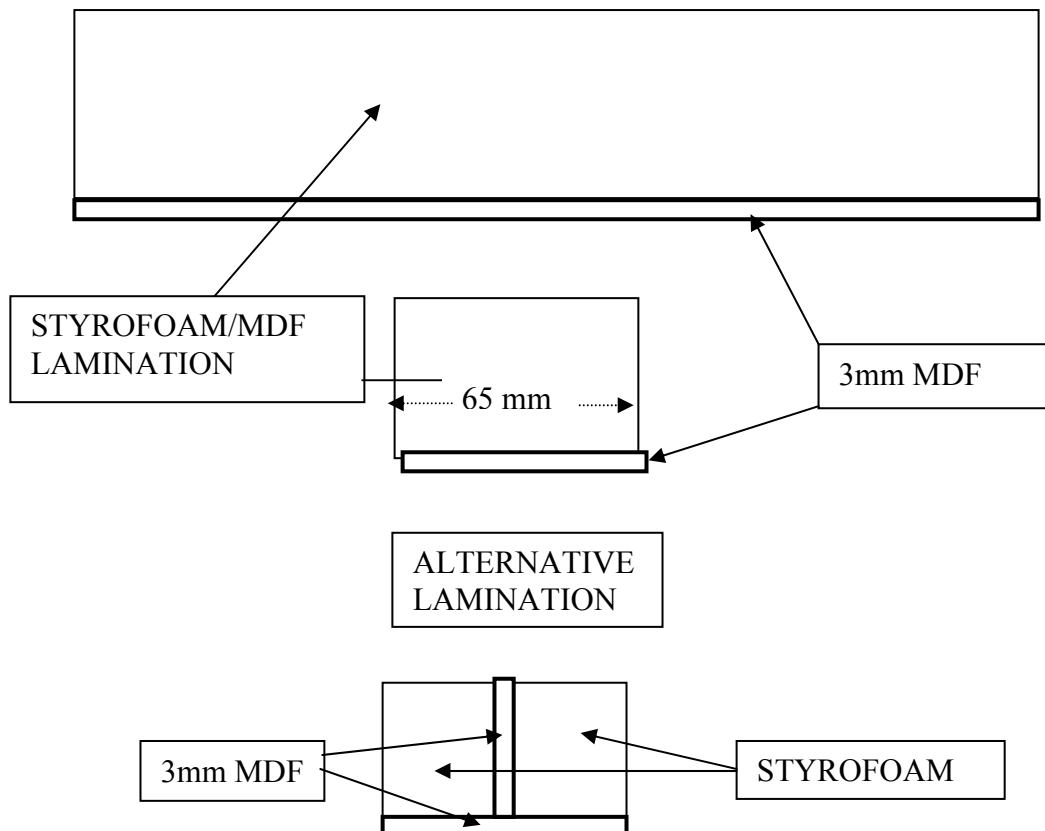 STYROFOAM/MDF
LAMINATION
3mm MDF
65 mm
ALTERNATIVE
LAMINATION
3mm MDF
STYROFOAM